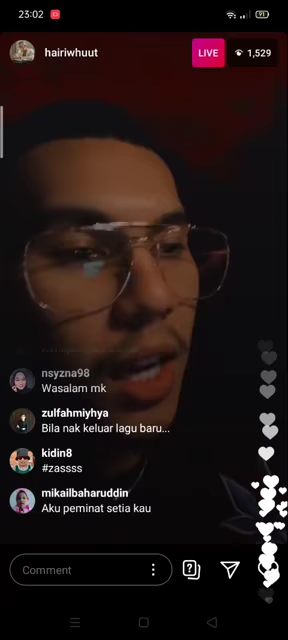 23:02
91
hairiwhuut
LIVE
1,529
nsyzna98
Wasalam mk
zulfahmiyhya
Bila nak keluar lagu baru...
kidin8
#zassss
mikailbaharuddin
Aku peminat setia kau
Comment